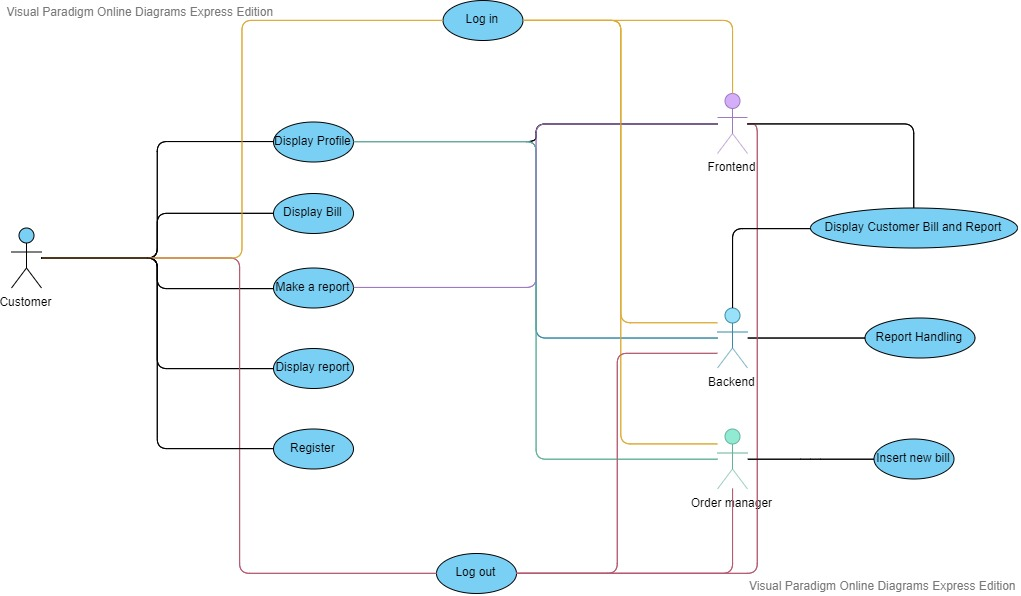 Visual Paradigm Online Diagrams Express Edition
Log in
Display Profile
Frontend
Display Bill
Display Customer Bill and Report
Customer
Make a report
Report Handling
Display report
Backend
Register
Insert new bill
Order manager
Log out
Visual Paradigm Online Diagrams Express Edition